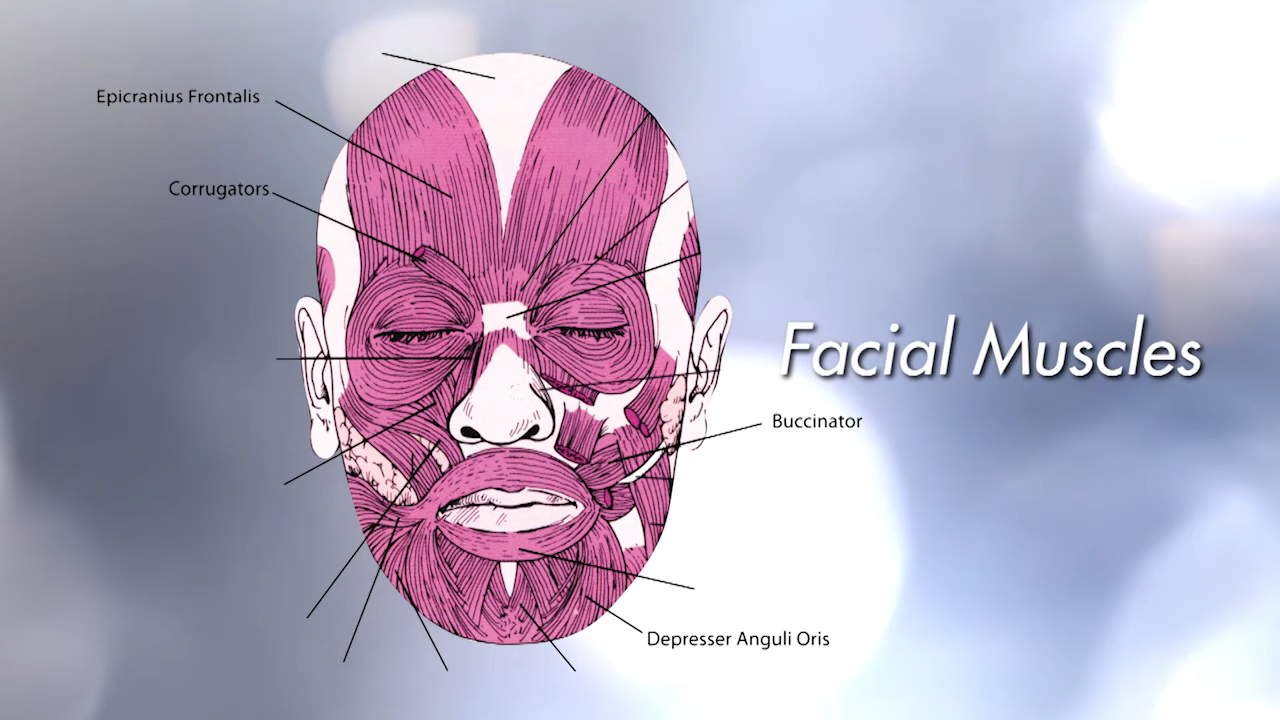 Epicranius Frontalis
Corrugators
Facial Muscles
Buccinator
Depresser Anguli Oris